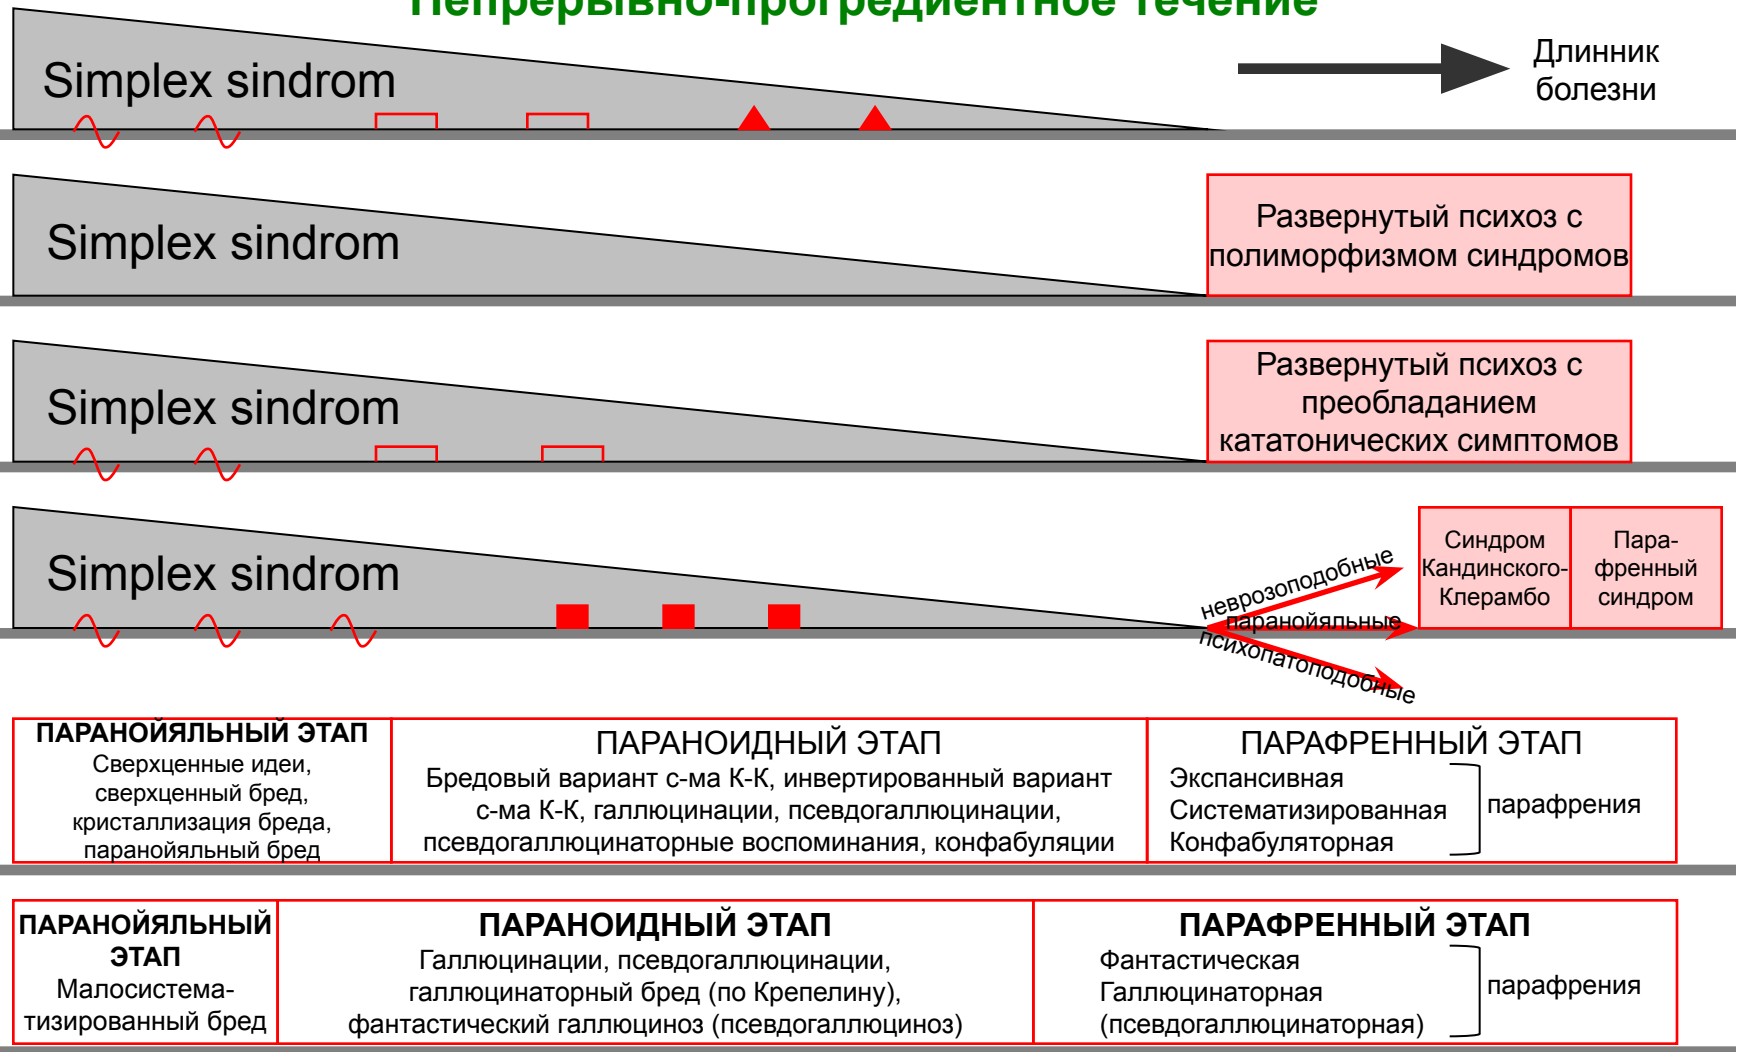 Непрерывно-прогредиентное течение
Simplex sindrom
Длинник
болезни
Simplex sindrom
Развернутый психоз с
полиморфизмом синдромов
Simplex sindrom
Развернутый психоз с
преобладанием
кататонических симптомов
Simplex sindrom
неврозоподобные
паранойяльные
психопатоподобные
Синдром
Кандинского-
Клерамбо
Пара-
френный
синдром
ПАРАНОЙЯЛЬНЫЙ ЭТАП
Сверхценные идеи,
сверхценный бред,
кристаллизация бреда,
паранойяльный бред
ПАРАНОИДНЫЙ ЭТАП
Бредовый вариант с-ма К-К, инвертированный вариант
с-ма К-К, галлюцинации, псевдогаллюцинации,
псевдогаллюцинаторные воспоминания, конфабуляции
ПАРАФРЕННЫЙ ЭТАП
Экспансивная
Систематизированная
Конфабуляторная
парафрения
ПАРАНОЙЯЛЬНЫЙ
ЭТАП
Малосистема-
тизированный бред
ПАРАНОИДНЫЙ ЭТАП
Галлюцинации, псевдогаллюцинации,
галлюцинаторный бред (по Крепелину),
фантастический галлюциноз (псевдогаллюциноз)
ПАРАФРЕННЫЙ ЭТАП
Фантастическая
Галлюцинаторная
(псевдогаллюцинаторная)
парафрения